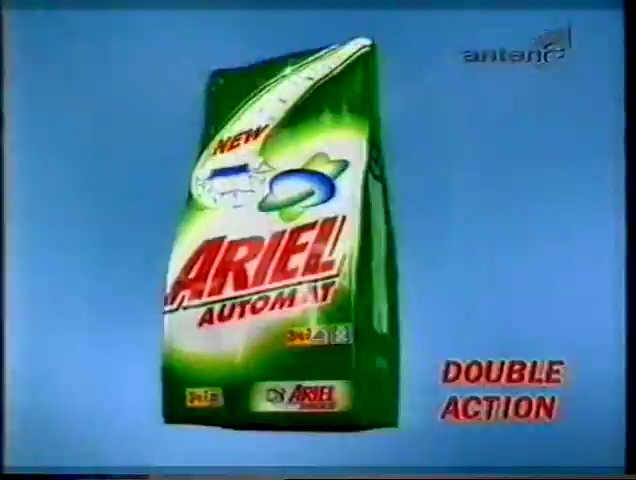 antena
NEW
ARIEL
AUTOMAT
ARIEL
DOUBLE
ACTION